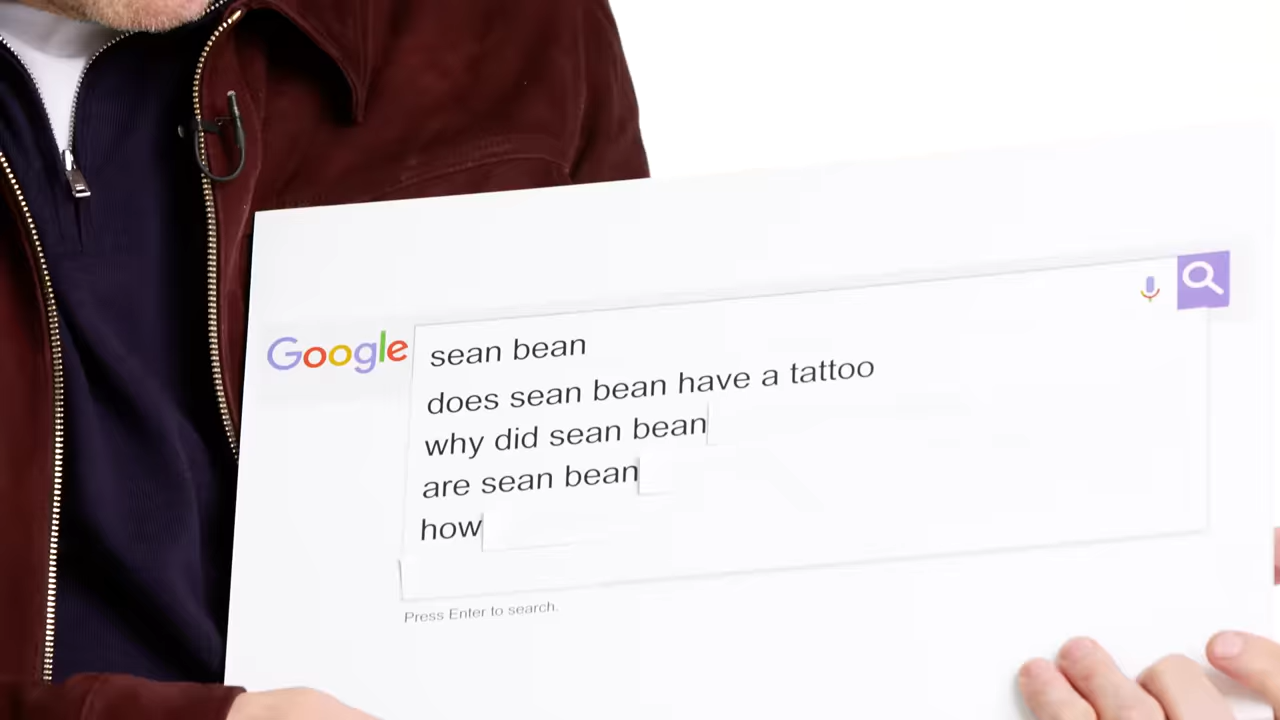 Google
sean bean
does sean bean have a tattoo
why did sean bean
are sean bean
how
Press Enter to search.